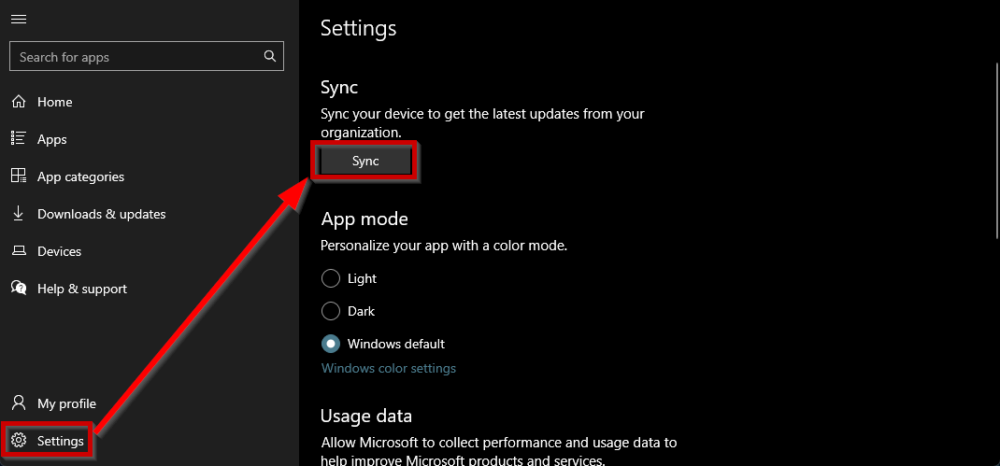 Search for apps
Home
Apps
App categories
Downloads & updates
Devices
Help & support
My profile
Settings
Settings
Sync
Sync your device to get the latest updates from your
organization.
Sync
App mode
Personalize your app with a color mode.
Light
Dark
Windows default
Windows color settings
Usage data
Allow Microsoft to collect performance and usage data to
help improve Microsoft products and services.